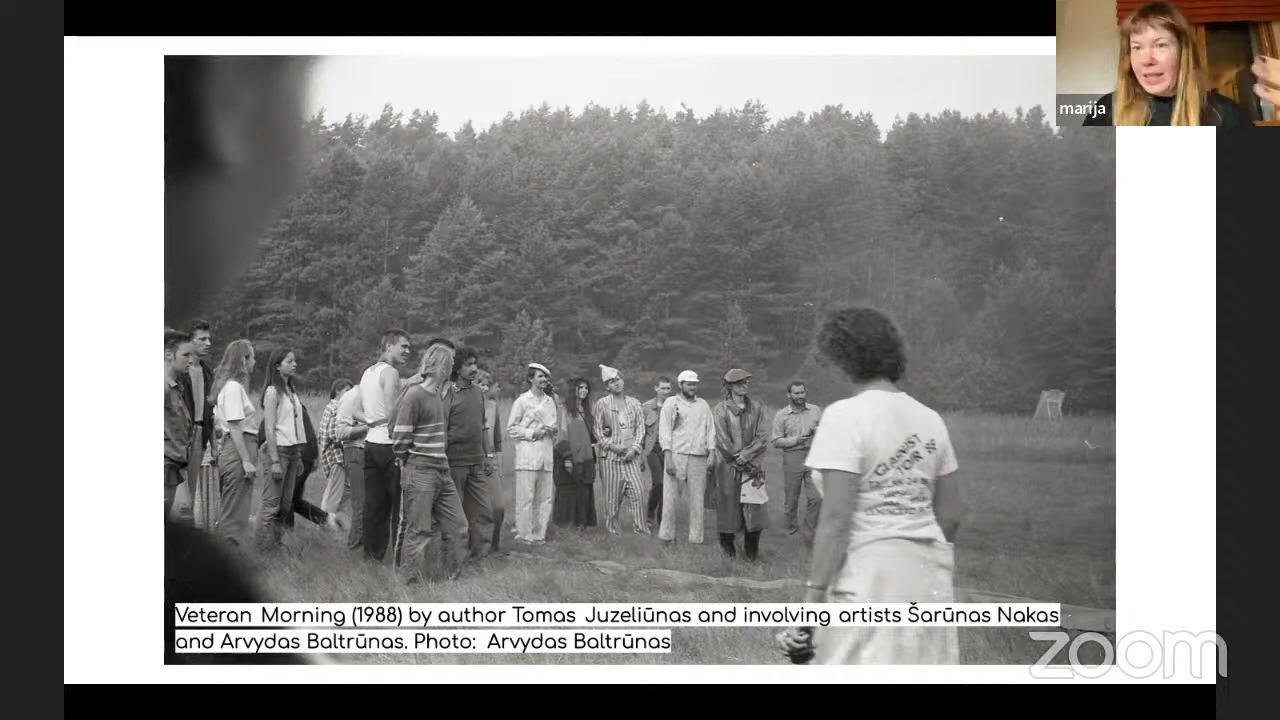 marija
Veteran Morning (1988) by author Tomas Juzeliūnas and involving artists Šarūnas Nakas
and Arvydas Baltrūnas. Photo: Arvydas Baltrūnas
zoom